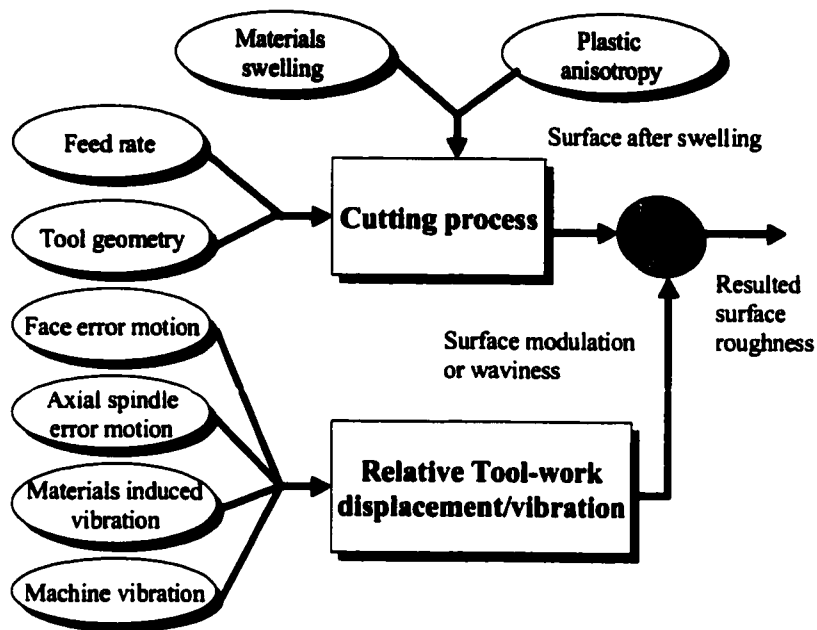 Materials
swelling
Plastic
anisotropy
Feed rate
Surface after swelling
Cutting process
Tool geometry
Face error motion
Surface modulation
or waviness
Resulted
surface
roughness
Axial spindle
error motion
Relative Tool-work
displacement/vibration
Materials induced
vibration
Machine vibration